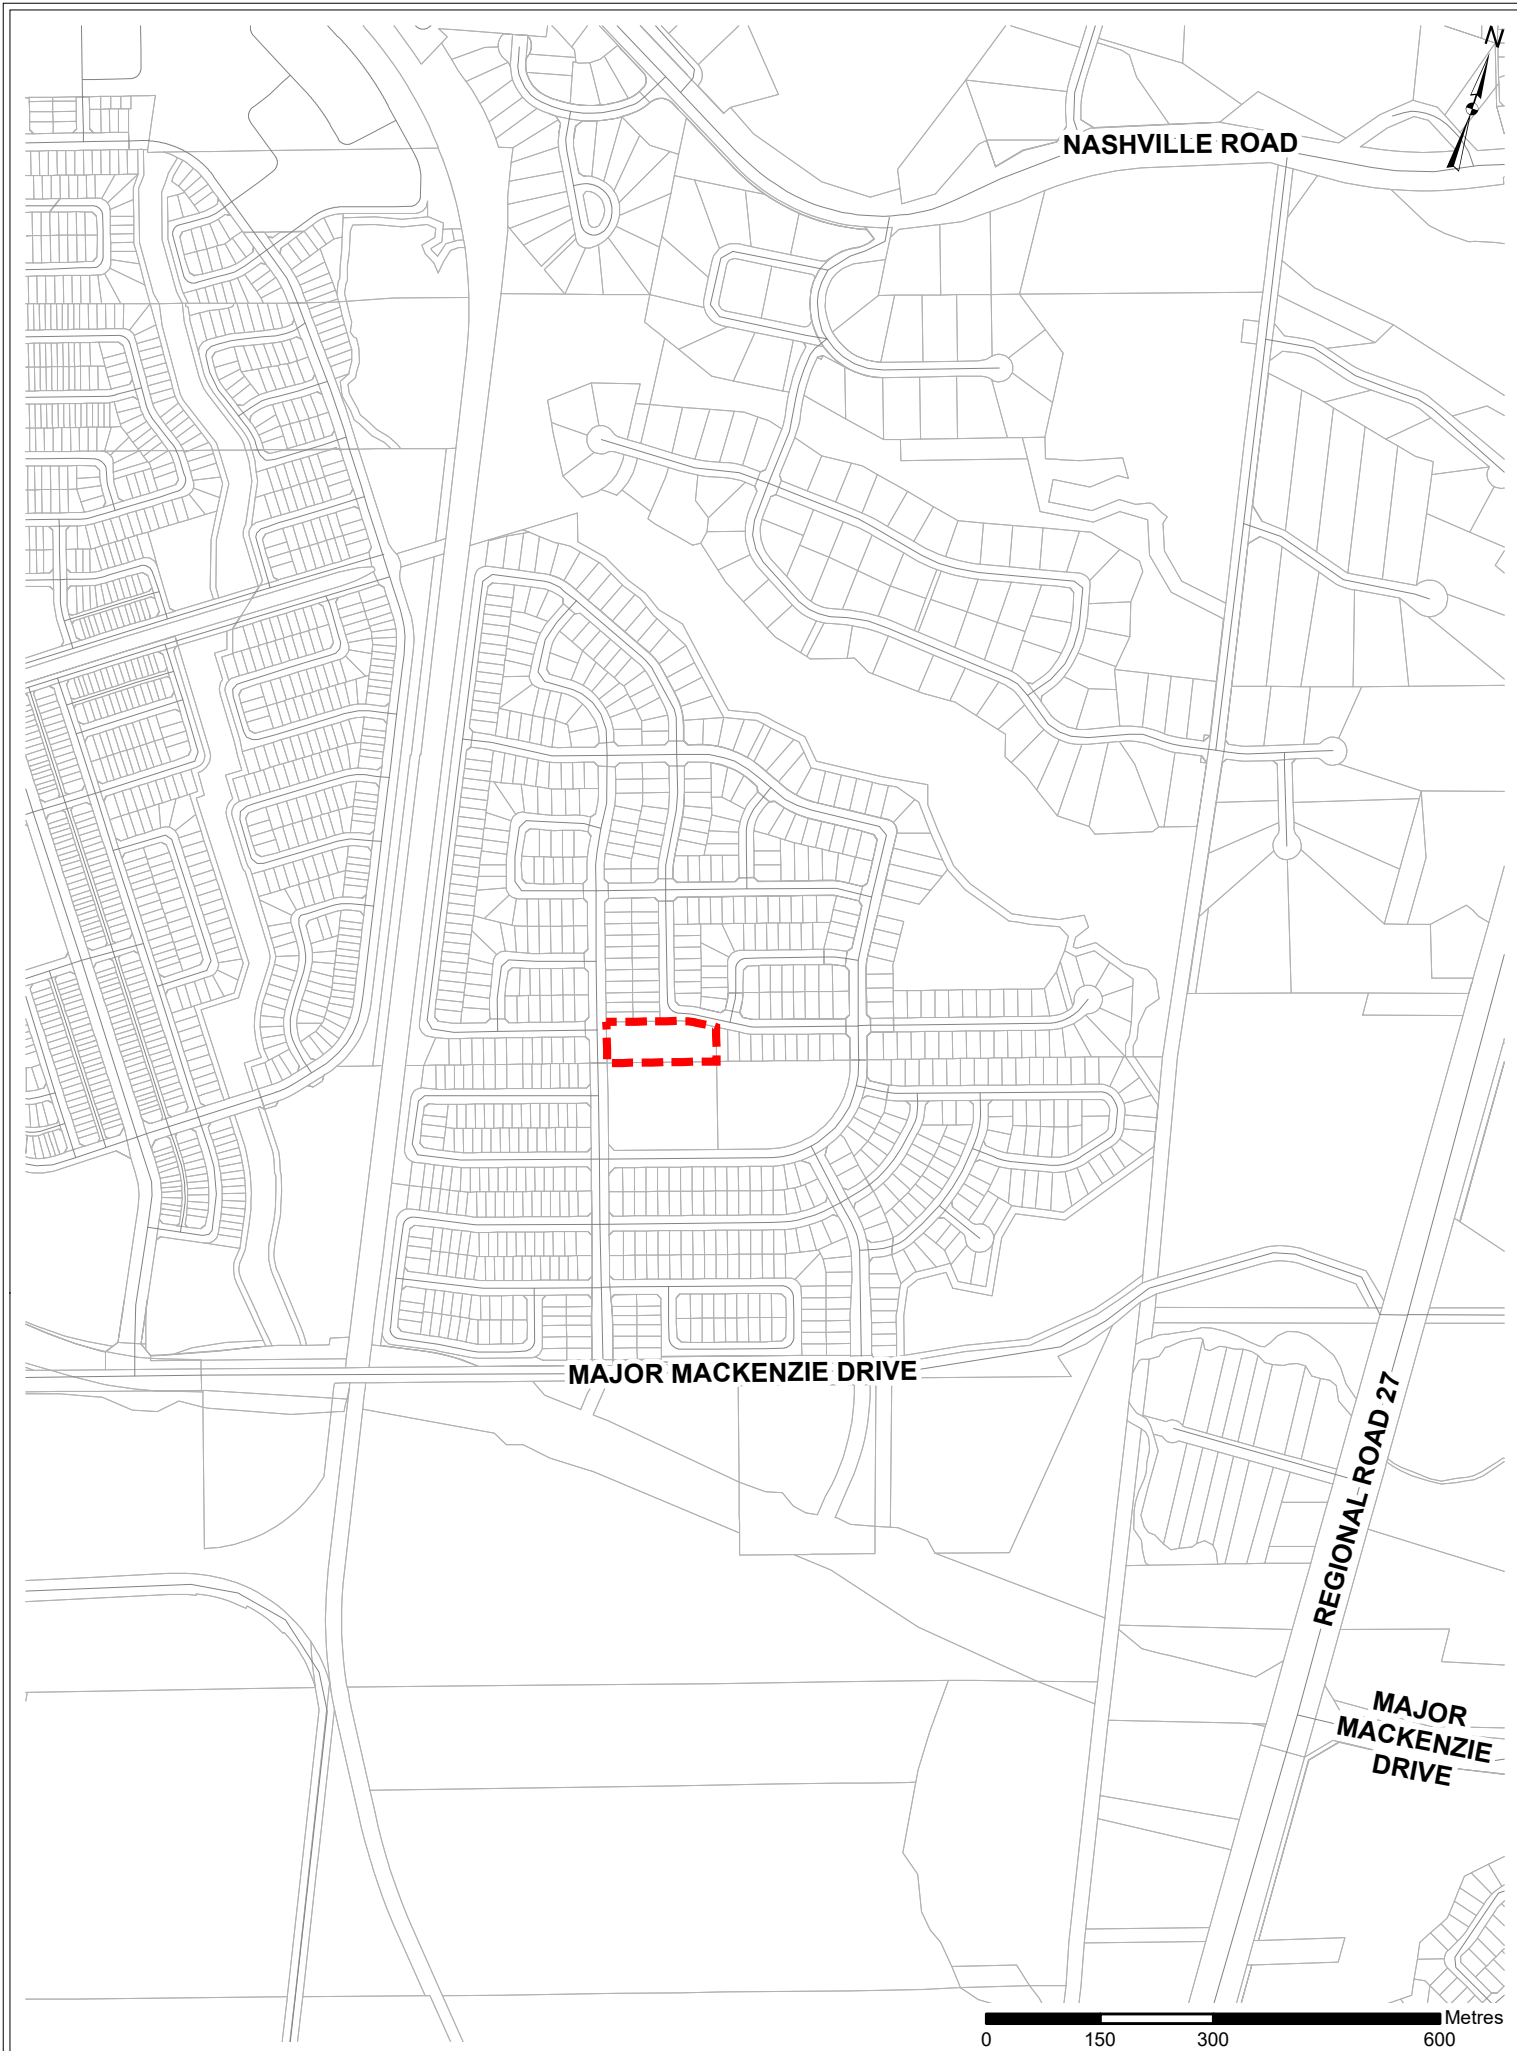 N
NASHVILLE ROAD
MAJOR MACKENZIE DRIVE
REGIONAL ROAD 27
MAJOR
MACKENZIE
DRIVE
Metres
0 150 300 600